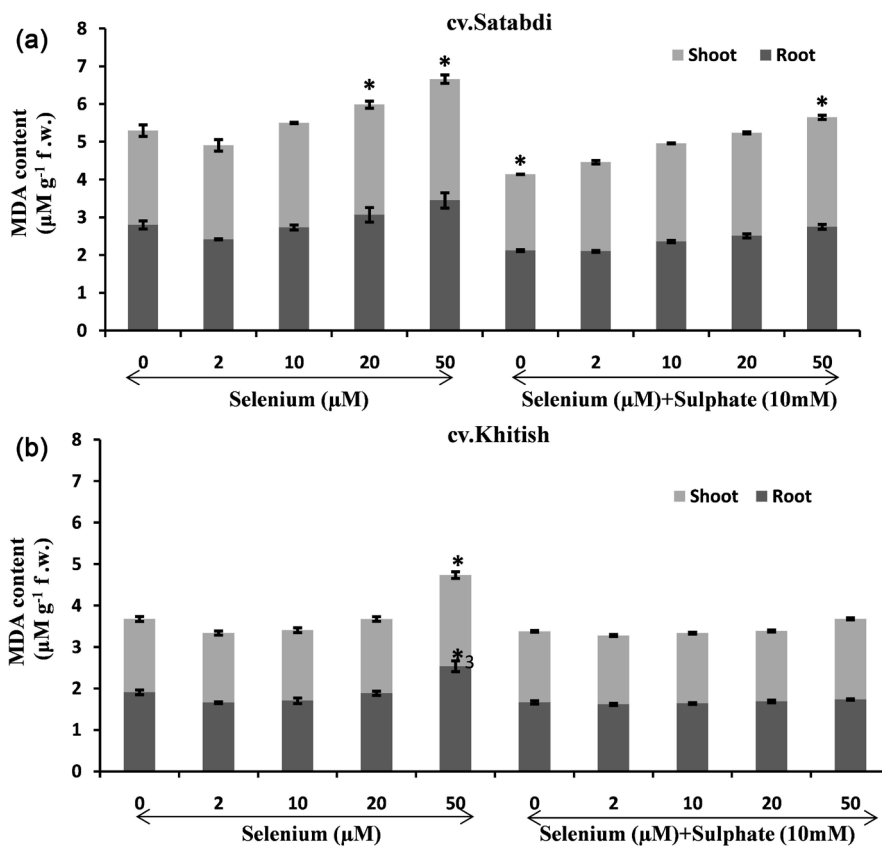 cv.Satabdi
(a)
Shoot Root
MDA content
(µM g⁻¹ f .w.)
8
7
6
5
4
3
2
1
0
* * * *
0 2 10 20 50 0 2 10 20 50
Selenium (µM) Selenium (µM)+Sulphate (10mM)
cv.Khitish
(b)
Shoot Root
MDA content
(µM g⁻¹ f .w.)
8
7
6
5
4
3
2
1
0
*
*3
0 2 10 20 50 0 2 10 20 50
Selenium (µM) Selenium (µM)+Sulphate (10mM)